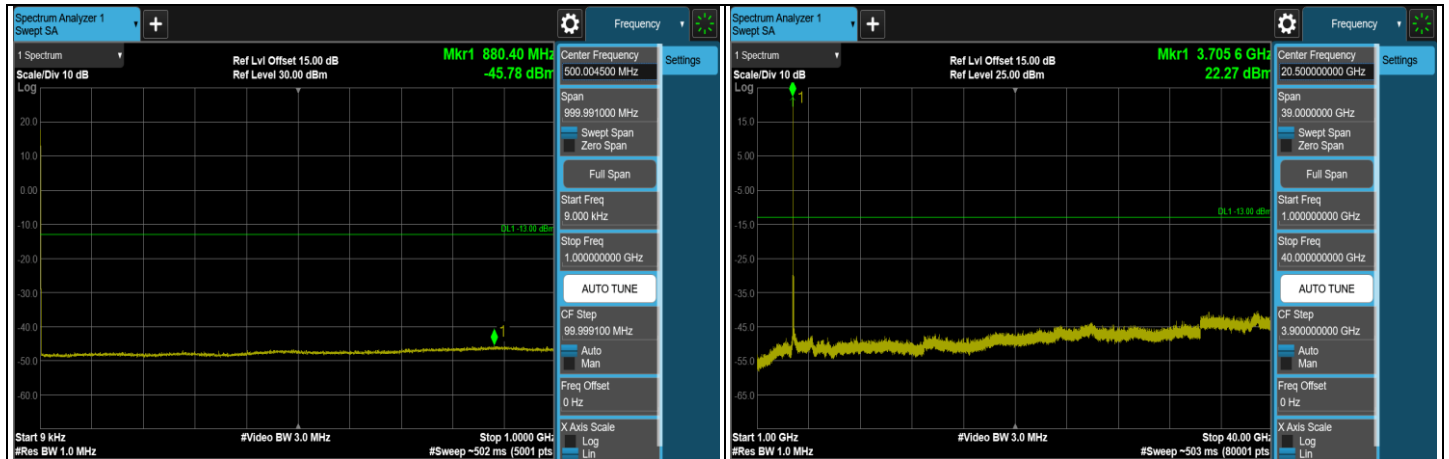 Spectrum Analyzer 1
Swept SA
+
Frequency
1 Spectrum
Scale/Div 10 dB
Log
Ref Lvl Offset 15.00 dB
Ref Level 30.00 dBm
Mkr1 880.40 MHz
-45.78 dBm
20.0
10.0
0.00
-10.0
-20.0
-30.0
-40.0
-50.0
-60.0
DL1 -13.00 dBm
1
Start 9 kHz
#Res BW 1.0 MHz
#Video BW 3.0 MHz
Stop 1.0000 GHz
#Sweep ~502 ms (5001 pts
Center Frequency
500.004500 MHz
Span
999.991000 MHz
Swept Span
Zero Span
Full Span
Start Freq
9.000 kHz
Stop Freq
1.000000000 GHz
AUTO TUNE
CF Step
99.999100 MHz
Auto
Man
Freq Offset
0 Hz
X Axis Scale
Log
Lin
Settings
Spectrum Analyzer 1
Swept SA
+
Frequency
1 Spectrum
Scale/Div 10 dB
Log
Ref Lvl Offset 15.00 dB
Ref Level 25.00 dBm
Mkr1 3.705 6 GHz
22.27 dBm
1
15.0
5.00
-5.00
-15.0
-25.0
-35.0
-45.0
-55.0
-65.0
DL1 -13.00 dBm
Start 1.00 GHz
#Res BW 1.0 MHz
#Video BW 3.0 MHz
Stop 40.00 GHz
#Sweep ~503 ms (80001 pts
Center Frequency
20.500000000 GHz
Span
39.0000000 GHz
Swept Span
Zero Span
Full Span
Start Freq
1.000000000 GHz
Stop Freq
40.000000000 GHz
AUTO TUNE
CF Step
3.900000000 GHz
Auto
Man
Freq Offset
0 Hz
X Axis Scale
Log
Lin
Settings